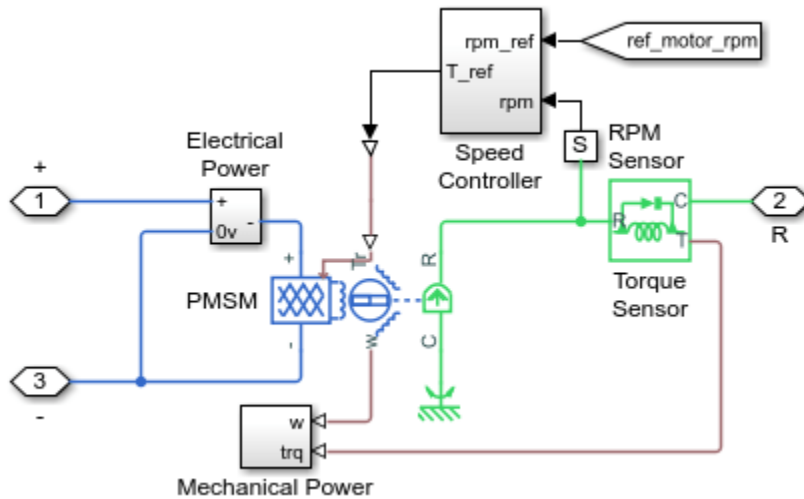 rpm_ref
ref_motor_rpm
T_ref
rpm
Electrical
Power
Speed
Controller
S
RPM
Sensor
+
1
+
-
0v
R
C
2
R
T
Torque
Sensor
+
Tr
R
PMSM
-
w
C
3
-
w
trq
Mechanical Power